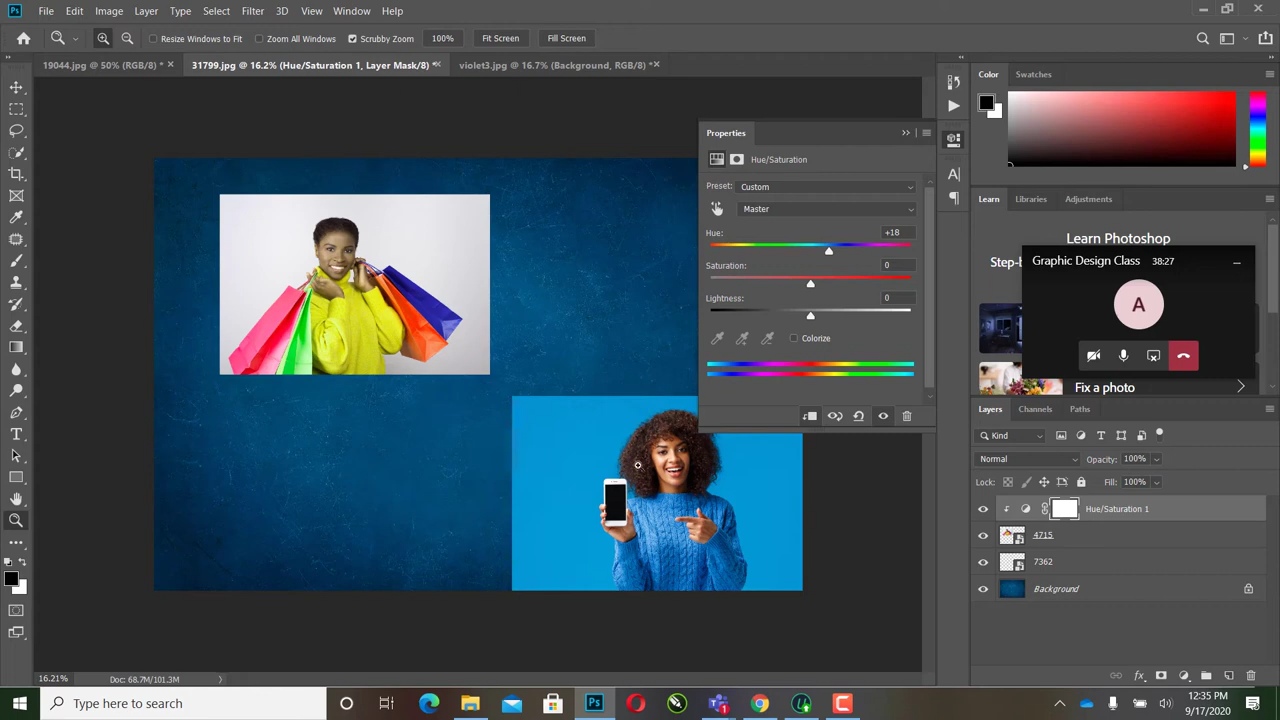 Ps File Edit Image Layer Type Select Filter 3D View Window Help
Resize Windows to Fit Zoom All Windows Scrubby Zoom 100% Fit Screen Fill Screen
19044.jpg @ 50% (RGB/8) * × 31799.jpg @ 16.2% (Hue/Saturation 1, Layer Mask/8) * × violet3.jpg @ 16.7% (Background, RGB/8) * ×
Color Swatches
Properties
Hue/Saturation
Preset: Custom
Master
Hue: +18
Saturation: 0
Lightness: 0
Colorize
Learn Libraries Adjustments
Learn Photoshop
Step-b
Fix a photo
Graphic Design Class 38:27
A
Layers Channels Paths
Kind
Normal Opacity: 100%
Lock: Fill: 100%
Hue/Saturation 1
4715
7362
Background
16.21% Doc: 68.7M/101.3M
Type here to search
Ps
1
12:35 PM
9/17/2020